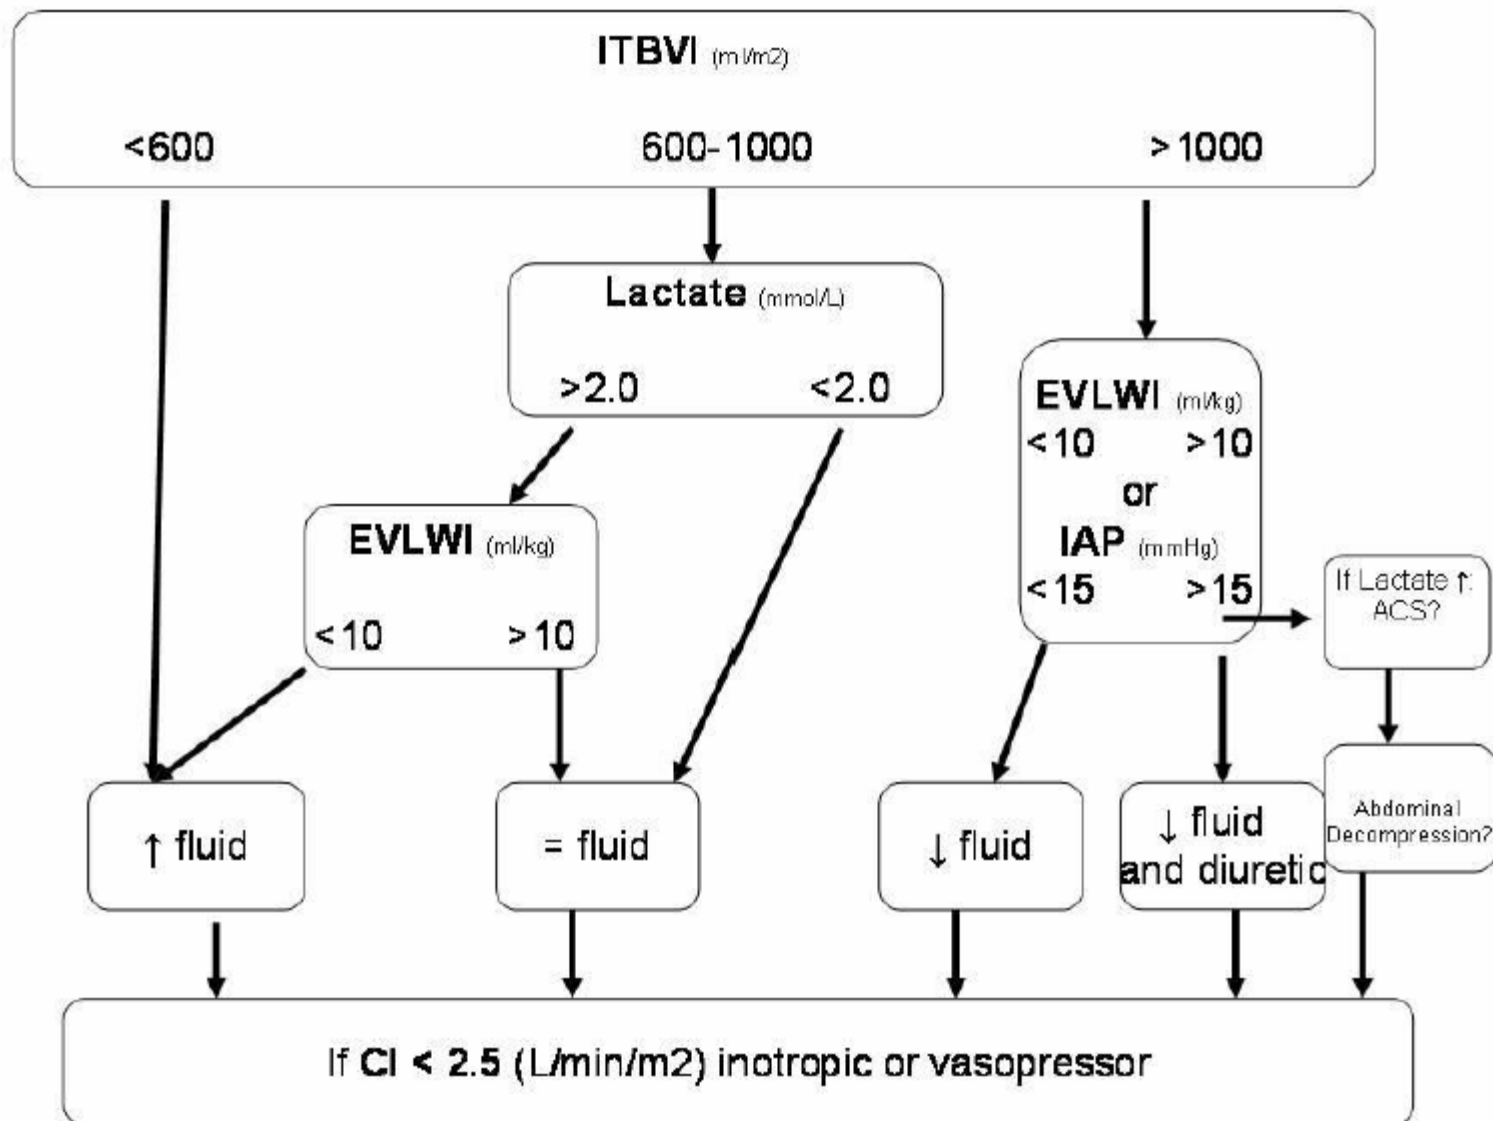 ITBVI (ml/m2)
<600 600-1000 >1000
Lactate (mmol/L)
>2.0 <2.0
EVLWI (ml/kg)
<10 >10
or
IAP (mmHg)
<15 >15
EVLWI (ml/kg)
<10 >10
If Lactate ↑:
ACS?
↑ fluid
= fluid
↓ fluid
↓ fluid
and diuretic
Abdominal
Decompression?
If CI < 2.5 (L/min/m2) inotropic or vasopressor